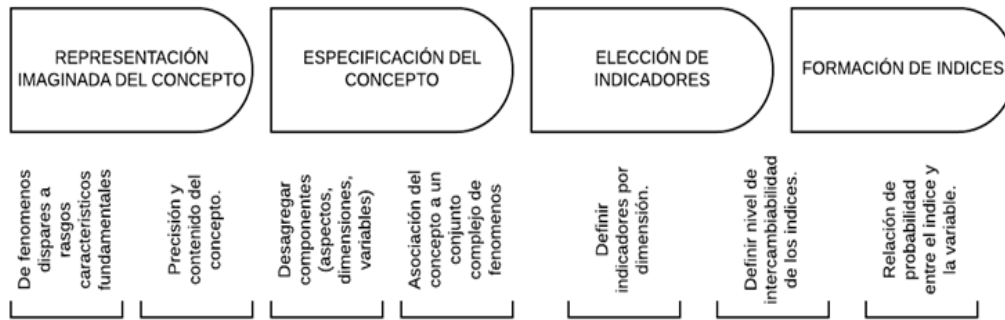 REPRESENTACIÓN
IMAGINADA DEL CONCEPTO
ESPECIFICACIÓN DEL
CONCEPTO
ELECCIÓN DE
INDICADORES
FORMACIÓN DE INDICES
De fenomenos
dispares a
rasgos
caracteristicos
fundamentales
Precisión y
contenido del
concepto.
Desagregar
componentes
(aspectos,
dimensiones,
variables)
Asociación del
concepto a un
conjunto
complejo de
fenomenos
Definir
indicadores por
dimensión.
Definir nivel de
intercambiabilidad
de los indices.
Relación de
probabilidad
entre el indice y
la variable.